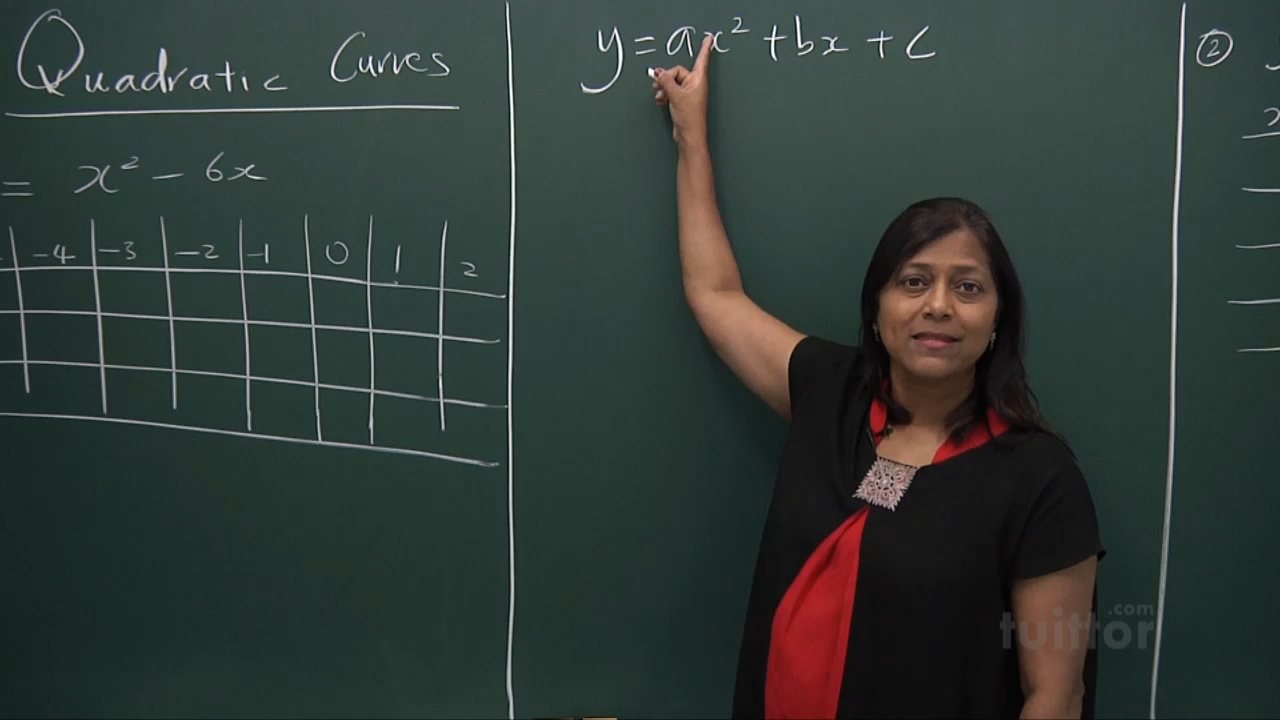 Quadratic Curves
= x² - 6x
-4 -3 -2 -1 0 1 2
y = ax² + bx + c
②
tuittor.com